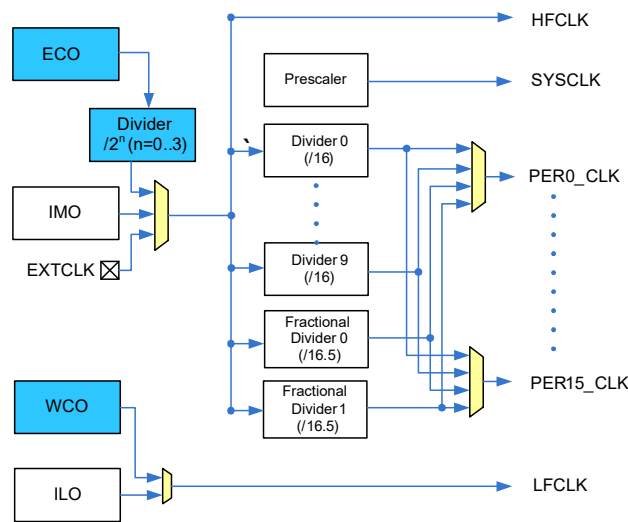 HFCLK
ECO
Prescaler
SYSCLK
Divider
/2ⁿ (n=0..3)
`
Divider 0
(/16)
PER0_CLK
IMO
EXTCLK
Divider 9
(/16)
Fractional
Divider 0
(/16.5)
PER15_CLK
WCO
Fractional
Divider 1
(/16.5)
ILO
LFCLK